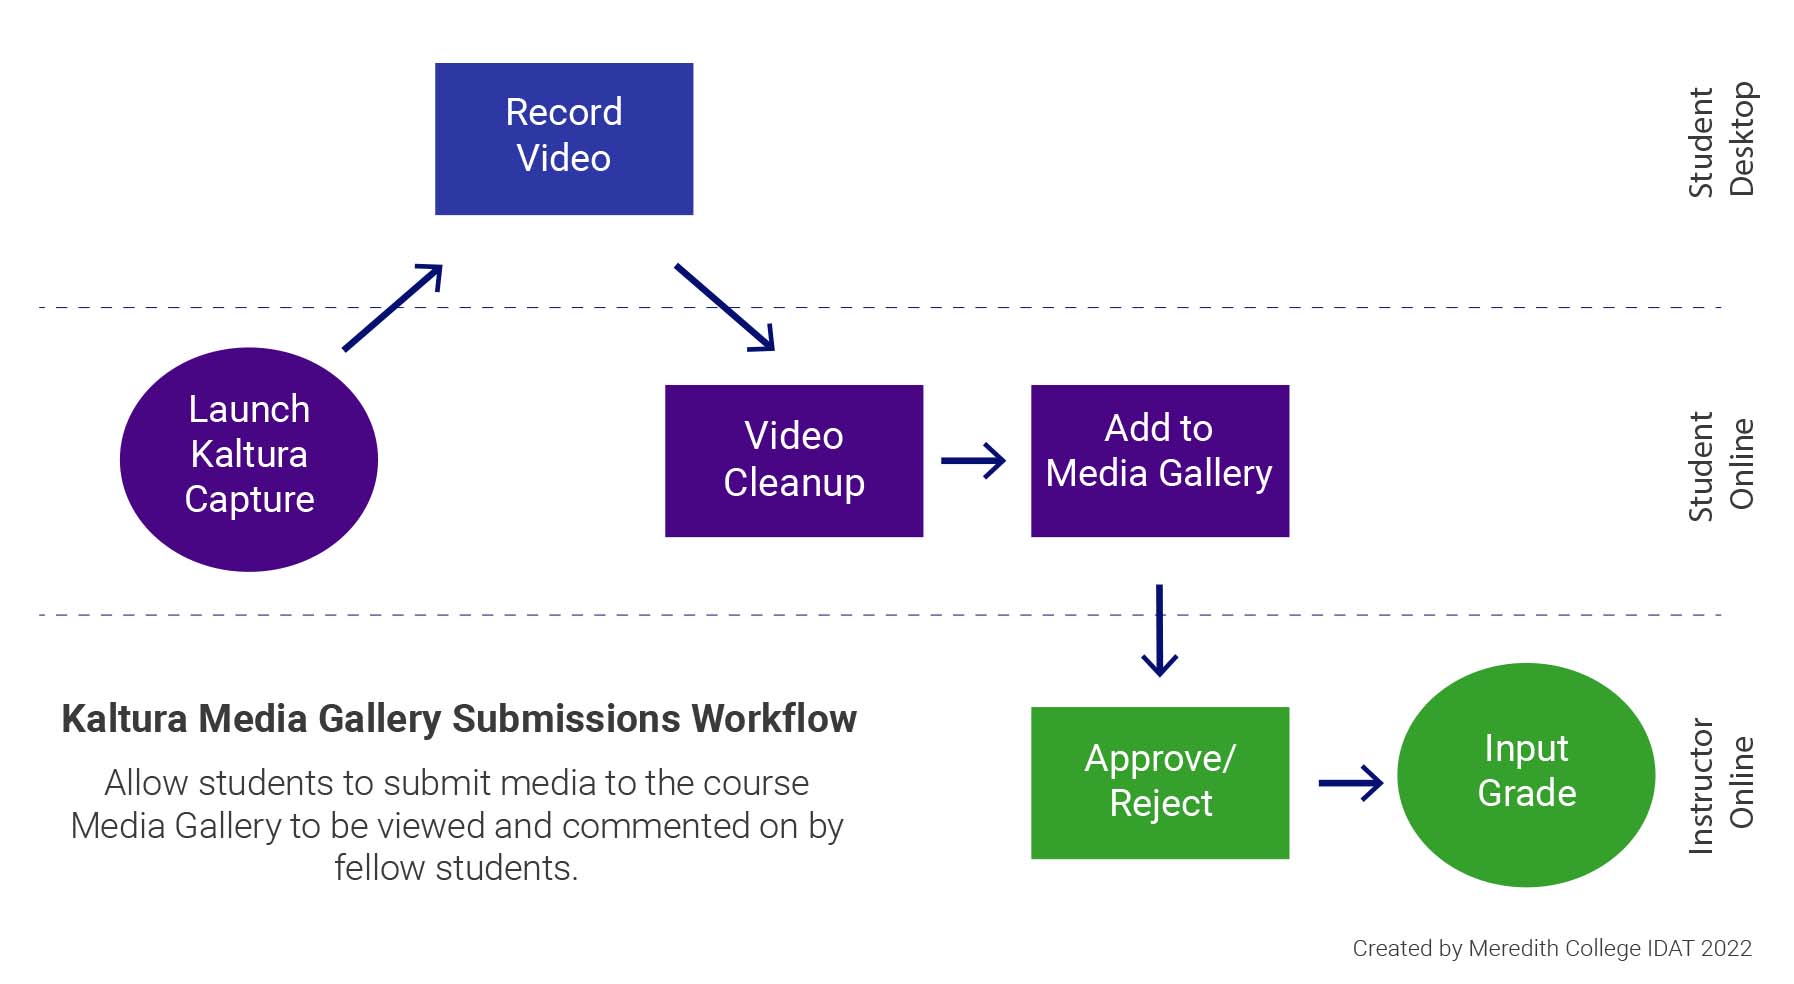 Record
Video
Student
Desktop
Launch
Kaltura
Capture
Video
Cleanup
Add to
Media Gallery
Student
Online
Kaltura Media Gallery Submissions Workflow
Allow students to submit media to the course
Media Gallery to be viewed and commented on by
fellow students.
Approve/
Reject
Input
Grade
Instructor
Online
Created by Meredith College IDAT 2022